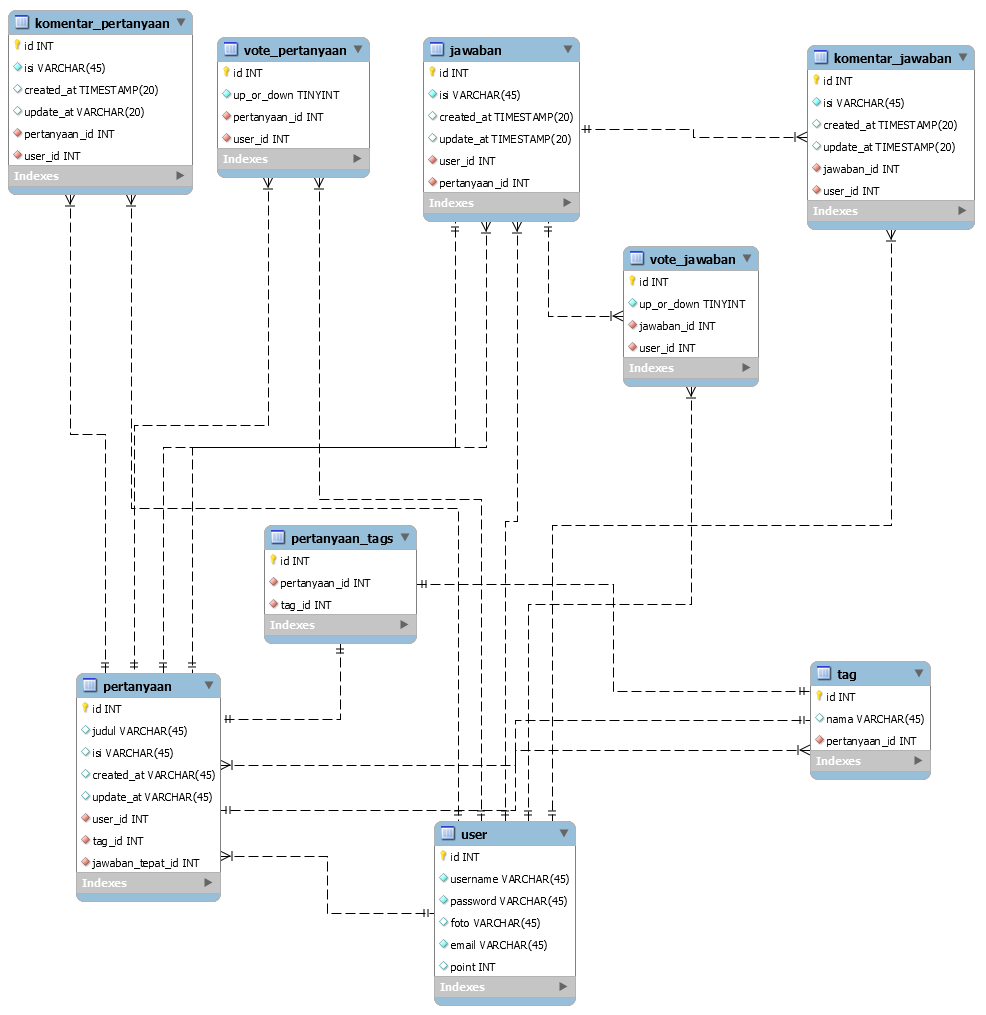 komentar_pertanyaan
id INT
isi VARCHAR(45)
created_at TIMESTAMP(20)
update_at VARCHAR(20)
pertanyaan_id INT
user_id INT
Indexes
vote_pertanyaan
id INT
up_or_down TINYINT
pertanyaan_id INT
user_id INT
Indexes
jawaban
id INT
isi VARCHAR(45)
created_at TIMESTAMP(20)
update_at TIMESTAMP(20)
user_id INT
pertanyaan_id INT
Indexes
komentar_jawaban
id INT
isi VARCHAR(45)
created_at TIMESTAMP(20)
update_at TIMESTAMP(20)
jawaban_id INT
user_id INT
Indexes
vote_jawaban
id INT
up_or_down TINYINT
jawaban_id INT
user_id INT
Indexes
pertanyaan_tags
id INT
pertanyaan_id INT
tag_id INT
Indexes
pertanyaan
id INT
judul VARCHAR(45)
isi VARCHAR(45)
created_at VARCHAR(45)
update_at VARCHAR(45)
user_id INT
tag_id INT
jawaban_tepat_id INT
Indexes
tag
id INT
nama VARCHAR(45)
pertanyaan_id INT
Indexes
user
id INT
username VARCHAR(45)
password VARCHAR(45)
foto VARCHAR(45)
email VARCHAR(45)
point INT
Indexes